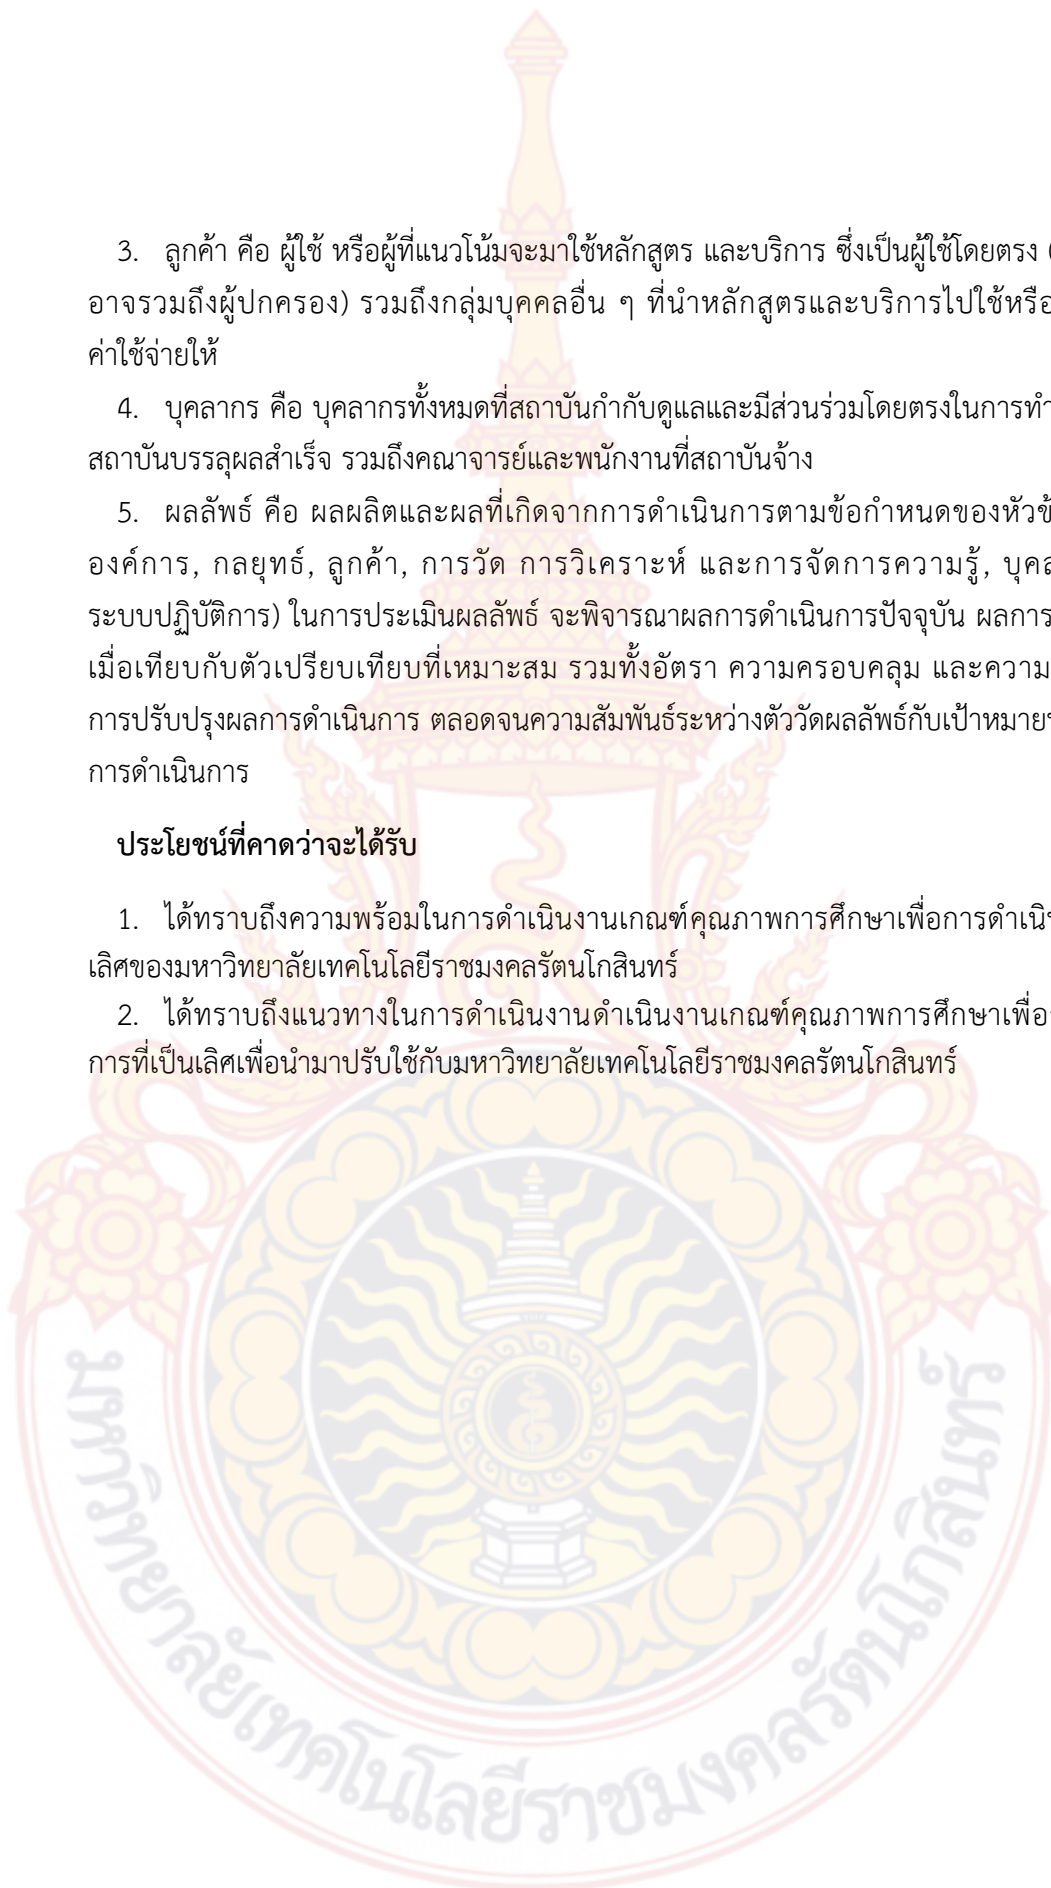 3. ลูกค้า คือ ผู้ใช้ หรือผู้ที่แนวโน้มจะมาใช้หลักสูตร และบริการ ซึ่งเป็นผู้ใช้โดยตรง (
อาจรวมถึงผู้ปกครอง) รวมถึงกลุ่มบุคคลอื่น ๆ ที่นำหลักสูตรและบริการไปใช้หรือ
ค่าใช้จ่ายให้
4. บุคลากร คือ บุคลากรทั้งหมดที่สถาบันกำกับดูแลและมีส่วนร่วมโดยตรงในการทำ
สถาบันบรรลุผลสำเร็จ รวมถึงคณาจารย์และพนักงานที่สถาบันจ้าง
5. ผลลัพธ์ คือ ผลผลิตและผลที่เกิดจากการดำเนินการตามข้อกำหนดของหัวข้
องค์การ, กลยุทธ์, ลูกค้า, การวัด การวิเคราะห์ และการจัดการความรู้, บุคล
ระบบปฏิบัติการ) ในการประเมินผลลัพธ์ จะพิจารณาผลการดำเนินการปัจจุบัน ผลการ
เมื่อเทียบกับตัวเปรียบเทียบที่เหมาะสม รวมทั้งอัตรา ความครอบคลุม และความ
การปรับปรุงผลการดำเนินการ ตลอดจนความสัมพันธ์ระหว่างตัววัดผลลัพธ์กับเป้าหมาย
การดำเนินการ
ประโยชน์ที่คาดว่าจะได้รับ
1. ได้ทราบถึงความพร้อมในการดำเนินงานเกณฑ์คุณภาพการศึกษาเพื่อการดำเนิ
เลิศของมหาวิทยาลัยเทคโนโลยีราชมงคลรัตนโกสินทร์
2. ได้ทราบถึงแนวทางในการดำเนินงานดำเนินงานเกณฑ์คุณภาพการศึกษาเพื่อ
การที่เป็นเลิศเพื่อนำมาปรับใช้กับมหาวิทยาลัยเทคโนโลยีราชมงคลรัตนโกสินทร์
มหาวิทยาลัยเทคโนโลยีราชมงคลรัตนโกสินทร์